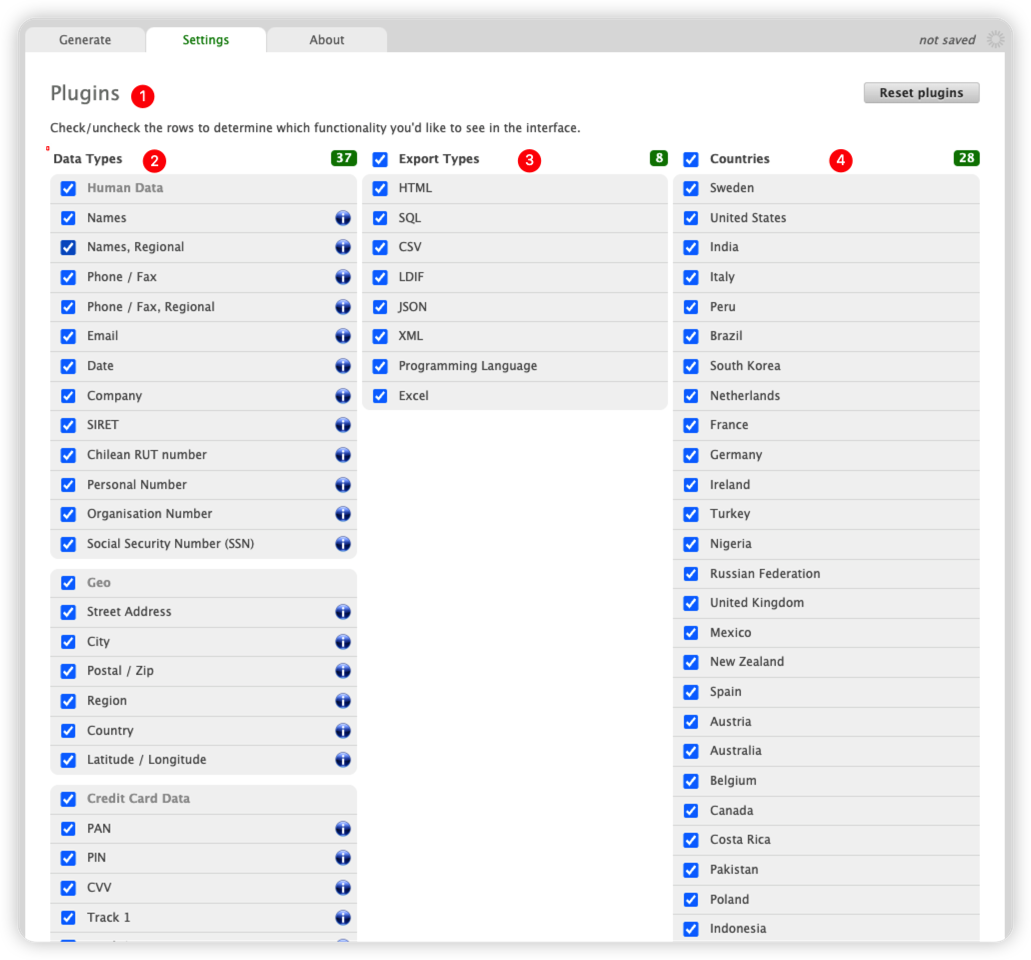 Generate
Settings
About
not saved
Plugins 1
Reset plugins
Check/uncheck the rows to determine which functionality you'd like to see in the interface.
Data Types 2 37
Human Data
Names
Names, Regional
Phone / Fax
Phone / Fax, Regional
Email
Date
Company
SIRET
Chilean RUT number
Personal Number
Organisation Number
Social Security Number (SSN)
Geo
Street Address
City
Postal / Zip
Region
Country
Latitude / Longitude
Credit Card Data
PAN
PIN
CVV
Track 1
Export Types 3 8
HTML
SQL
CSV
LDIF
JSON
XML
Programming Language
Excel
Countries 4 28
Sweden
United States
India
Italy
Peru
Brazil
South Korea
Netherlands
France
Germany
Ireland
Turkey
Nigeria
Russian Federation
United Kingdom
Mexico
New Zealand
Spain
Austria
Australia
Belgium
Canada
Costa Rica
Pakistan
Poland
Indonesia